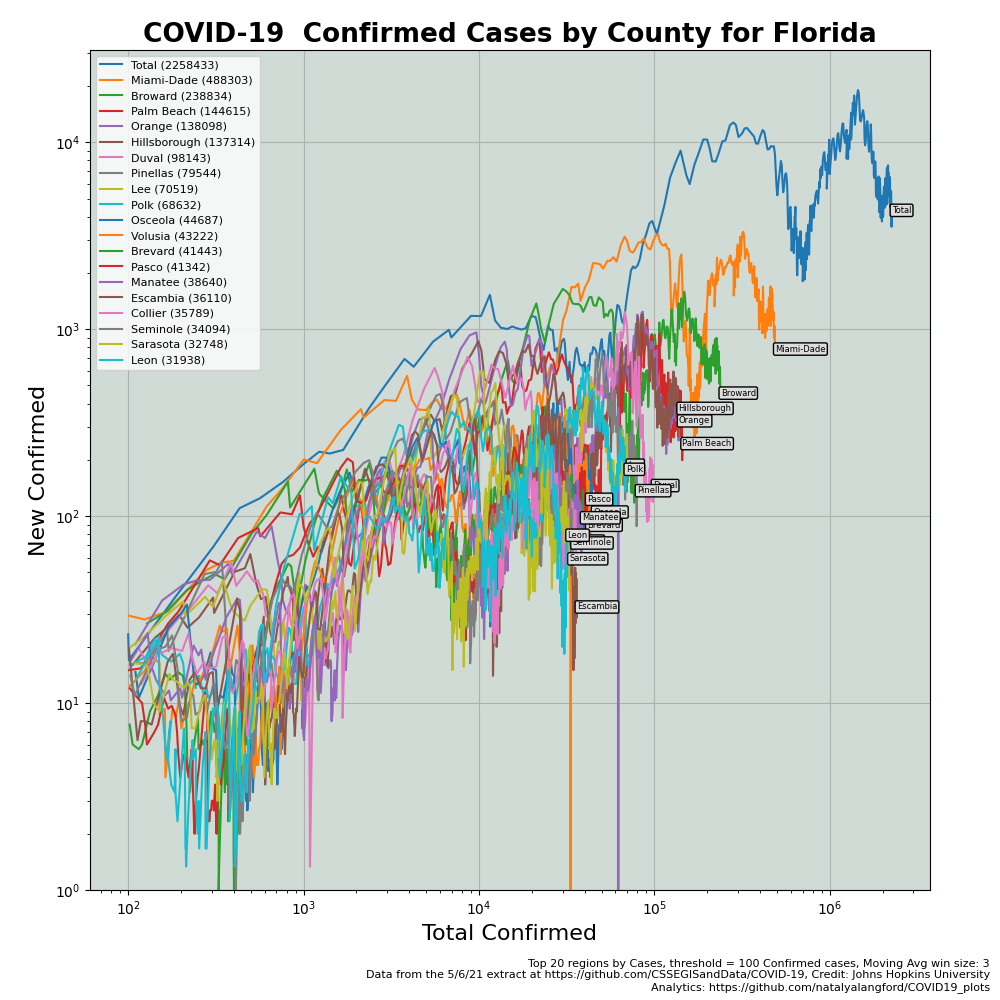 COVID-19  Confirmed Cases by County for Florida
Total (2258433)
Miami-Dade (488303)
Broward (238834)
Palm Beach (144615)
Orange (138098)
Hillsborough (137314)
Duval (98143)
Pinellas (79544)
Lee (70519)
Polk (68632)
Osceola (44687)
Volusia (43222)
Brevard (41443)
Pasco (41342)
Manatee (38640)
Escambia (36110)
Collier (35789)
Seminole (34094)
Sarasota (32748)
Leon (31938)
New Confirmed
10⁴
10³
10²
10¹
10⁰
Total
Miami-Dade
Broward
Hillsborough
Orange
Palm Beach
Polk
Pinellas
Pasco
Manatee
Brevard
Leon
Seminole
Sarasota
Escambia
10² 10³ 10⁴ 10⁵ 10⁶
Total Confirmed
Top 20 regions by Cases, threshold = 100 Confirmed cases, Moving Avg win size: 3
Data from the 5/6/21 extract at https://github.com/CSSEGISandData/COVID-19, Credit: Johns Hopkins University
Analytics: https://github.com/natalyalangford/COVID19_plots